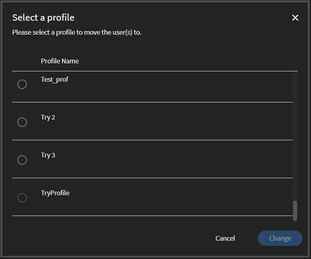 Select a profile
Please select a profile to move the user(s) to.
Profile Name
Test_prof
Try 2
Try 3
TryProfile
Cancel
Change